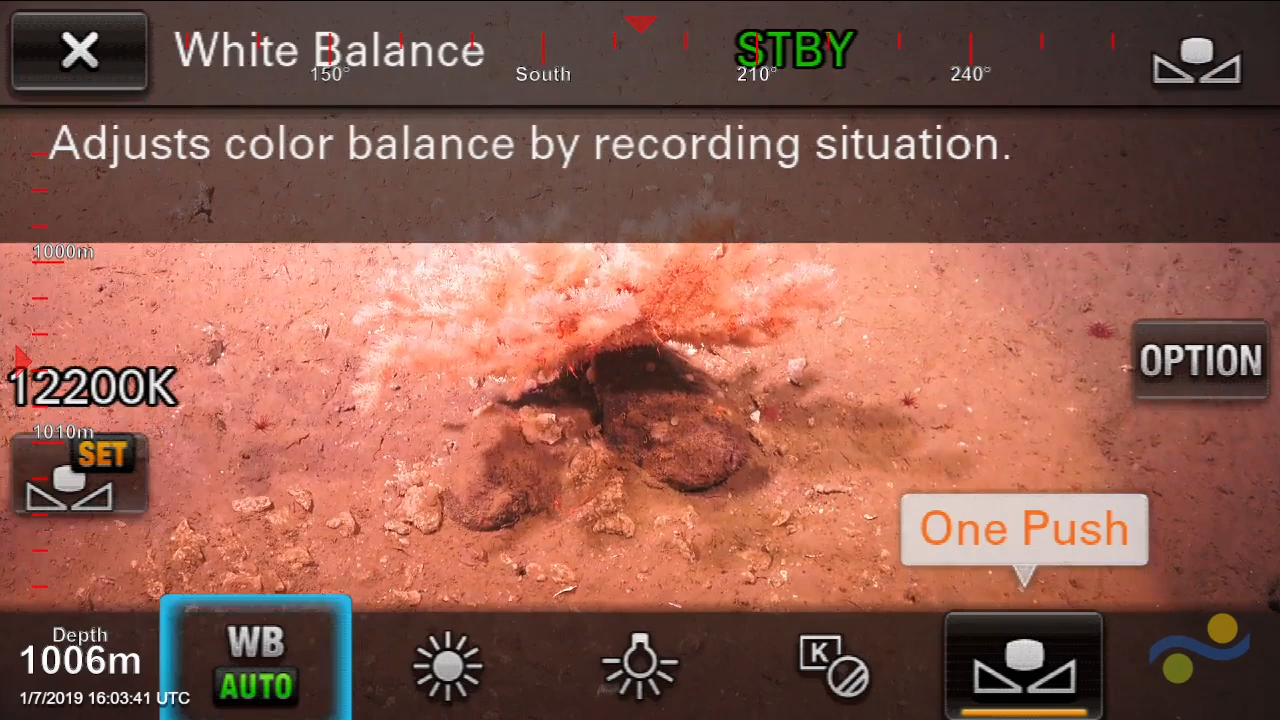 White Balance
STBY
150°
South
210°
240°
Adjusts color balance by recording situation.
1000m
12200K
OPTION
1010m
SET
One Push
Depth
1006m
1/7/2019 16:03:41 UTC
WB
AUTO
K